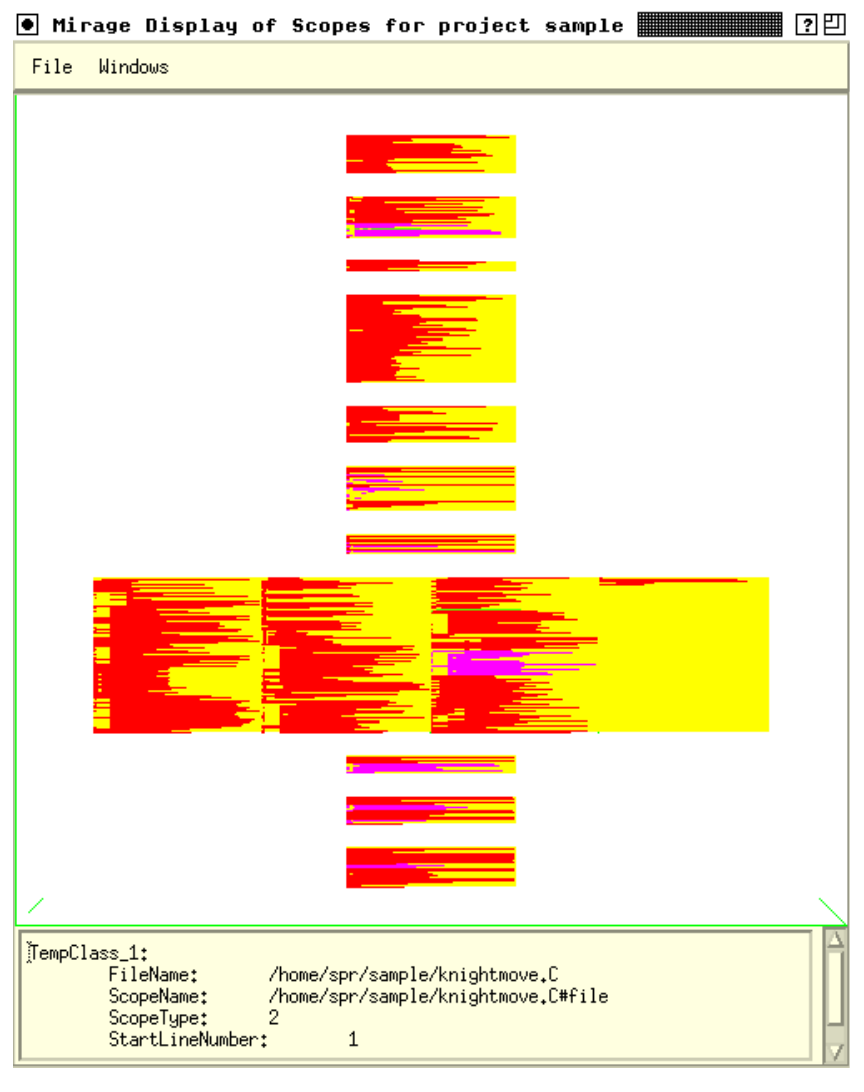 Mirage Display of Scopes for project sample ?
File Windows
TempClass_1:
FileName: /home/spr/sample/knightmove.C
ScopeName: /home/spr/sample/knightmove.C#file
ScopeType: 2
StartLineNumber: 1